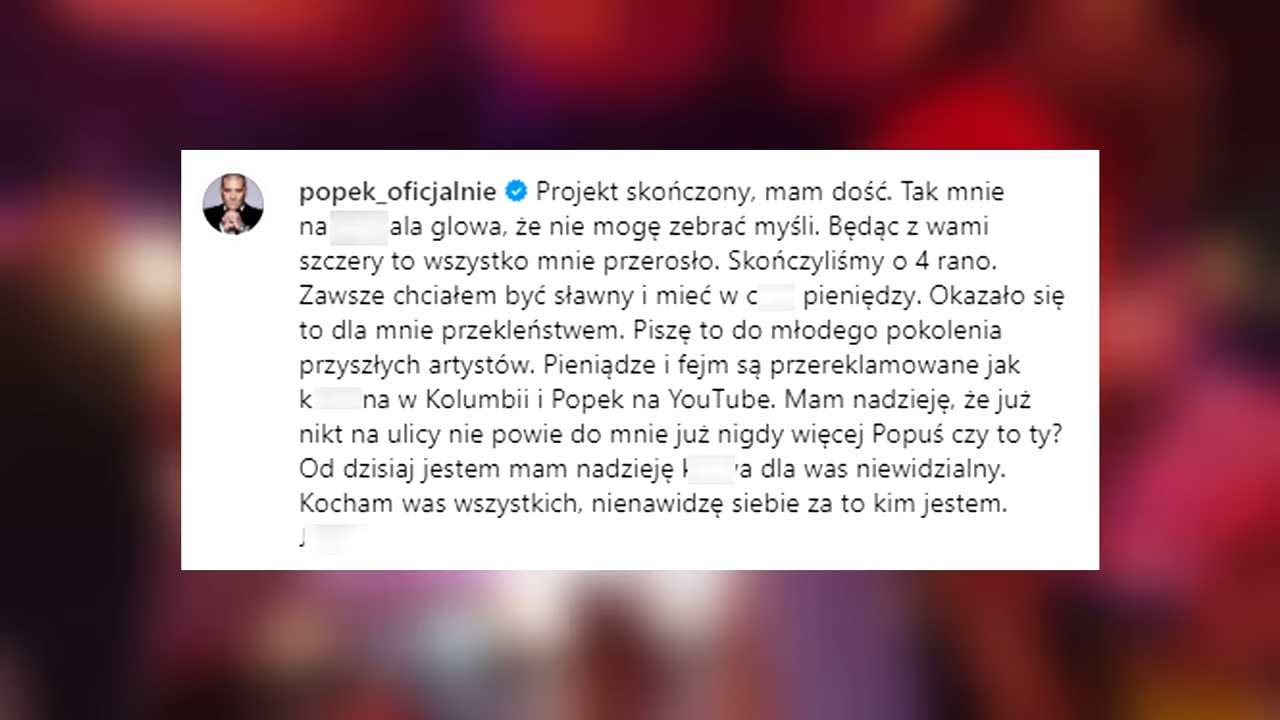 popek_oficjalnie Projekt skończony, mam dość. Tak mnie
na ala glowa, że nie mogę zebrać myśli. Będąc z wami
szczery to wszystko mnie przerosło. Skończyliśmy o 4 rano.
Zawsze chciałem być sławny i mieć w c pieniędzy. Okazało się
to dla mnie przekleństwem. Piszę to do młodego pokolenia
przyszłych artystów. Pieniądze i fejm są przereklamowane jak
k na w Kolumbii i Popek na YouTube. Mam nadzieję, że już
nikt na ulicy nie powie do mnie już nigdy więcej Popuś czy to ty?
Od dzisiaj jestem mam nadzieję k a dla was niewidzialny.
Kocham was wszystkich, nienawidzę siebie za to kim jestem.